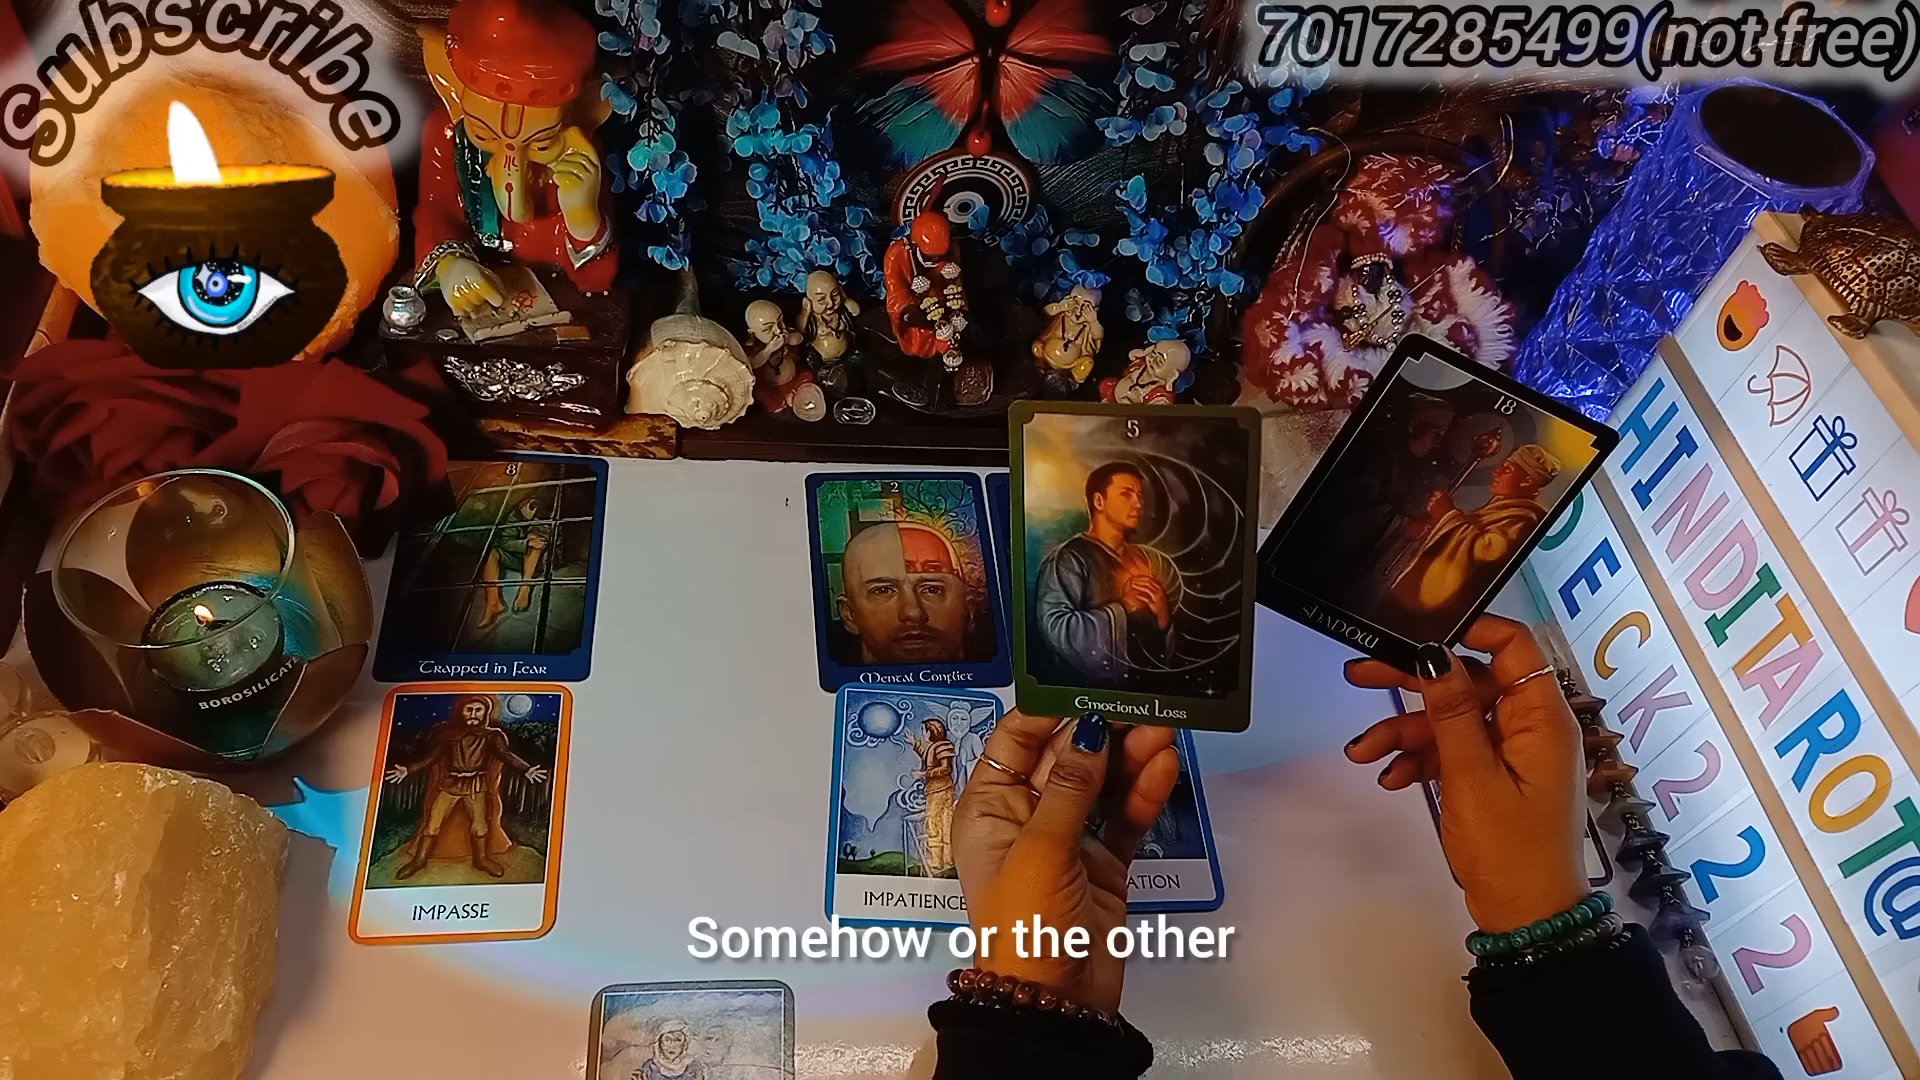 Subscribe
7017285499(not free)
HINDITAROT@
DECK222
8
Trapped in Fear
2
Mental Conflict
5
Emotional Loss
18
SHADOW
IMPASSE
IMPATIENCE
ATION
BOROSILICATE
Somehow or the other